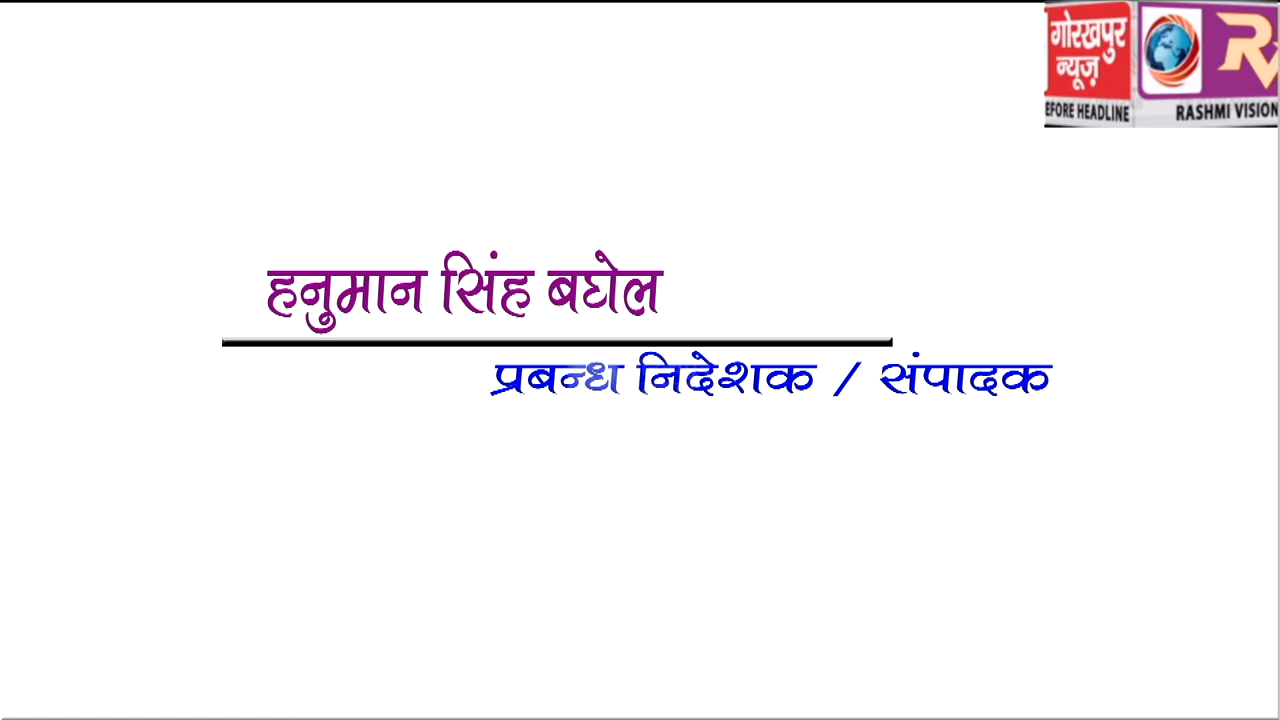 गोरखपुर
न्यूज़
EFORE HEADLINE
RASHMI VISION
हनुमान सिंह बघेल
प्रबन्ध निदेशक / संपादक